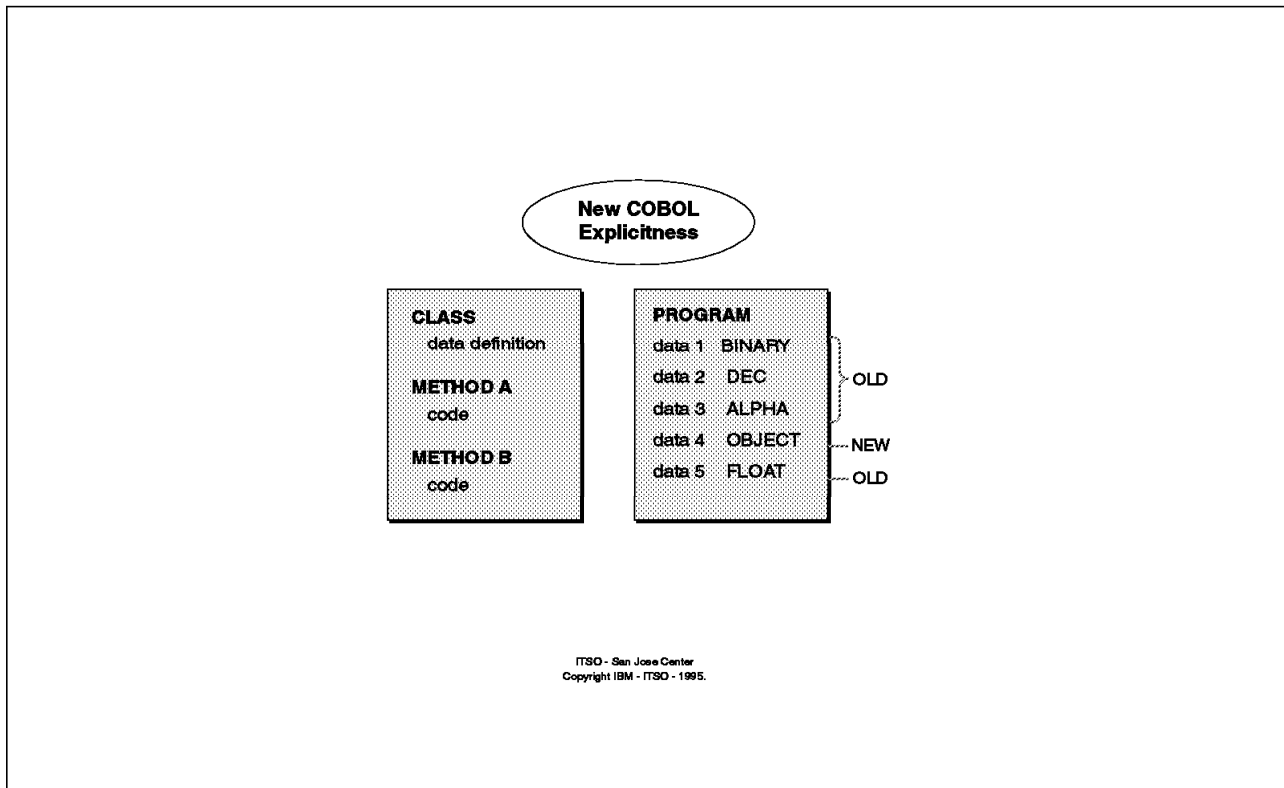 New COBOL
Explicitness
CLASS
data definition
METHOD A
code
METHOD B
code
PROGRAM
data 1 BINARY
data 2 DEC
data 3 ALPHA
data 4 OBJECT
data 5 FLOAT
OLD
NEW
OLD
ITSO - San Jose Center
Copyright IBM - ITSO - 1995.